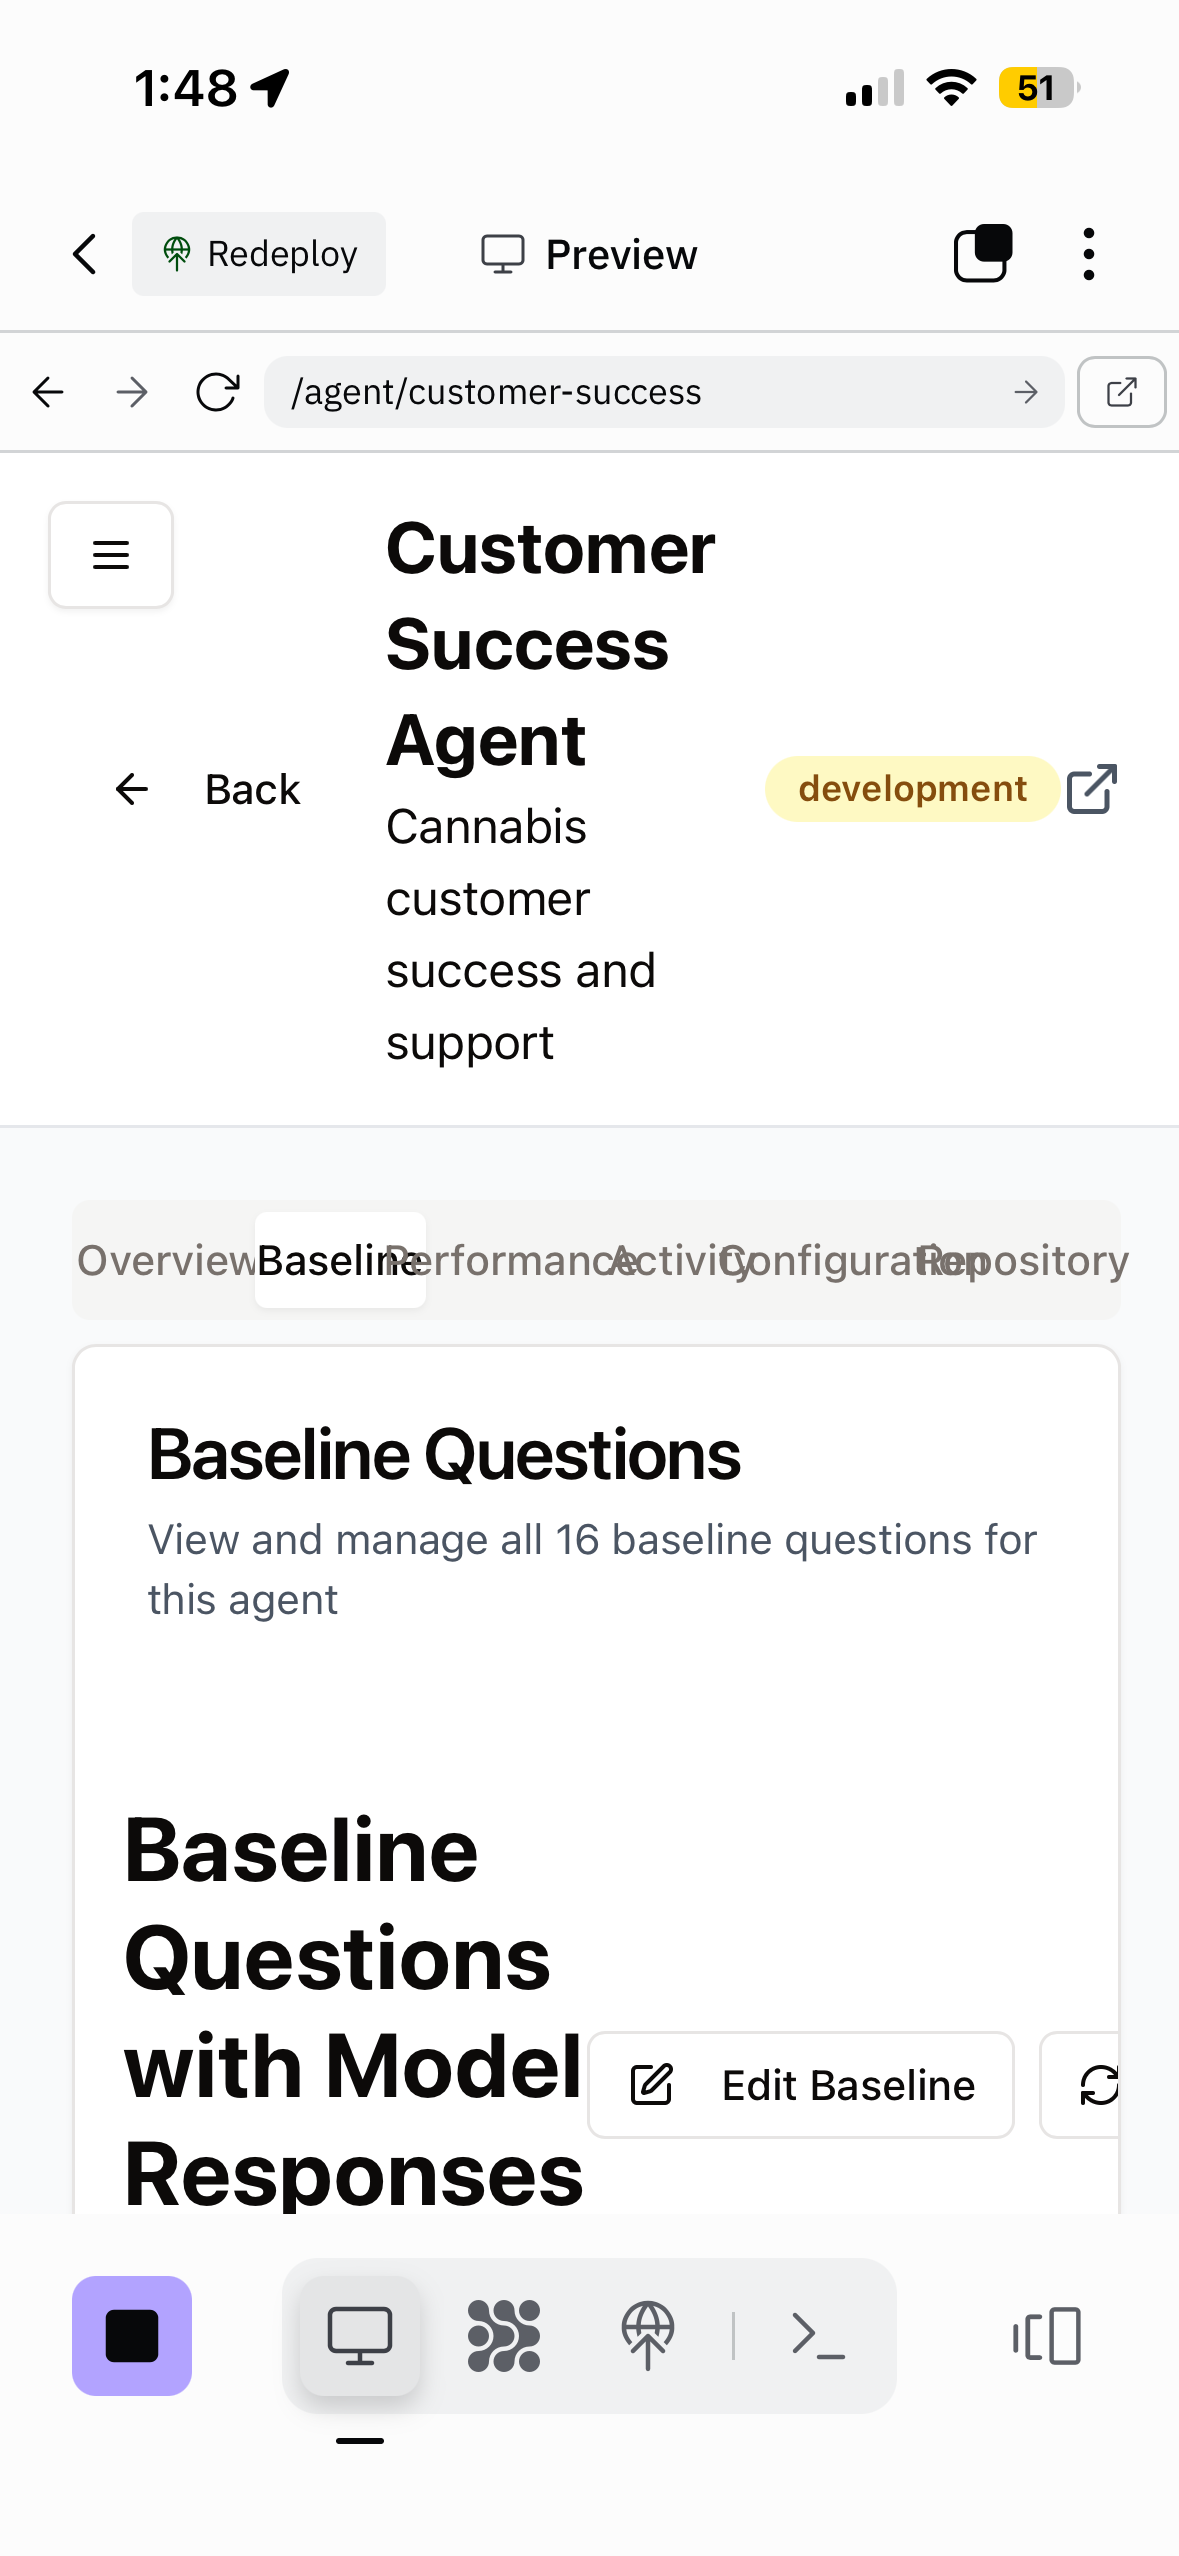 1:48
51
Redeploy
Preview
/agent/customer-success
Customer
Success
Agent
Back
development
Cannabis
customer
success and
support
Overview Baseline Performance Activity Configuration Repository
Baseline Questions
View and manage all 16 baseline questions for
this agent
Baseline
Questions
with Model
Responses
Edit Baseline